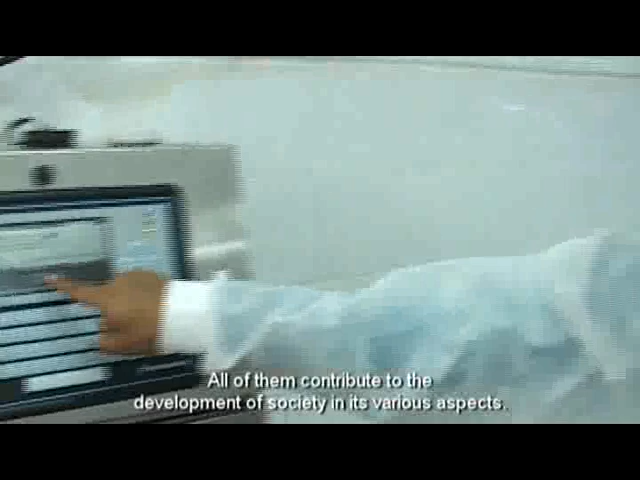 All of them contribute to the
development of society in its various aspects.